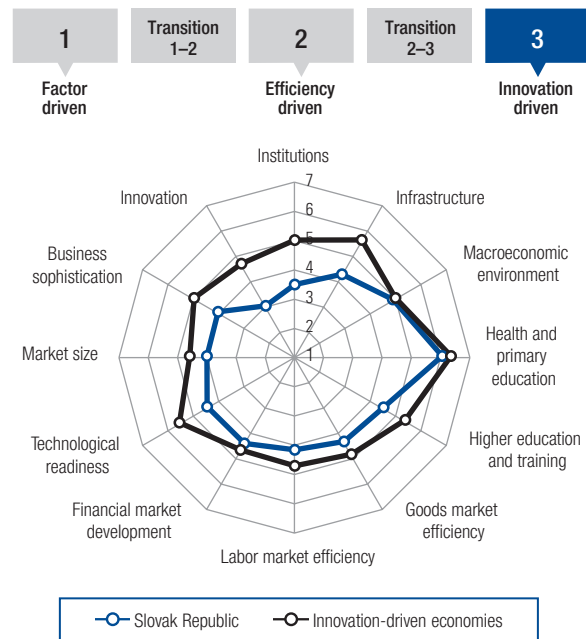 1
Transition
1–2
2
Transition
2–3
3
Factor
driven
Efficiency
driven
Innovation
driven
Institutions
Infrastructure
Macroeconomic
environment
Health and
primary
education
Higher education
and training
Goods market
efficiency
Labor market efficiency
Financial market
development
Technological
readiness
Market size
Business
sophistication
Innovation
7
6
5
4
3
2
1
Slovak Republic
Innovation-driven economies